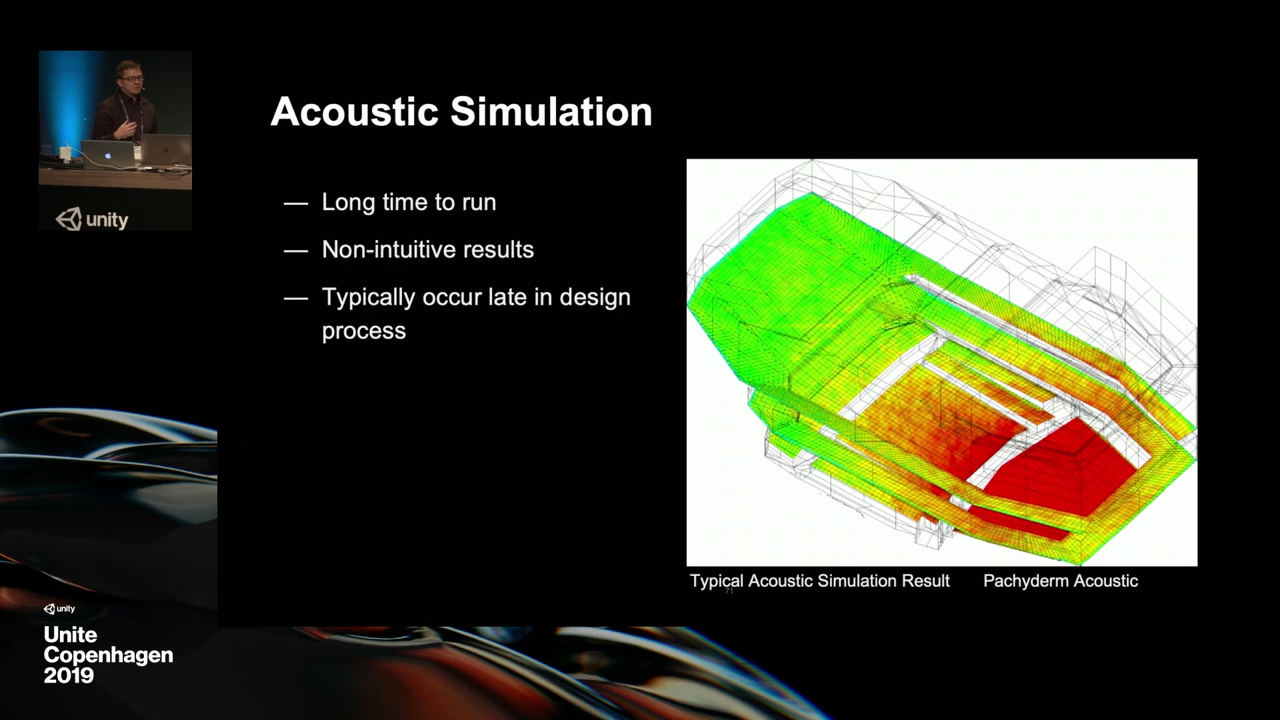 Acoustic Simulation
— Long time to run
— Non-intuitive results
— Typically occur late in design
process
Typical Acoustic Simulation Result
Pachyderm Acoustic
unity
unity
Unite
Copenhagen
2019